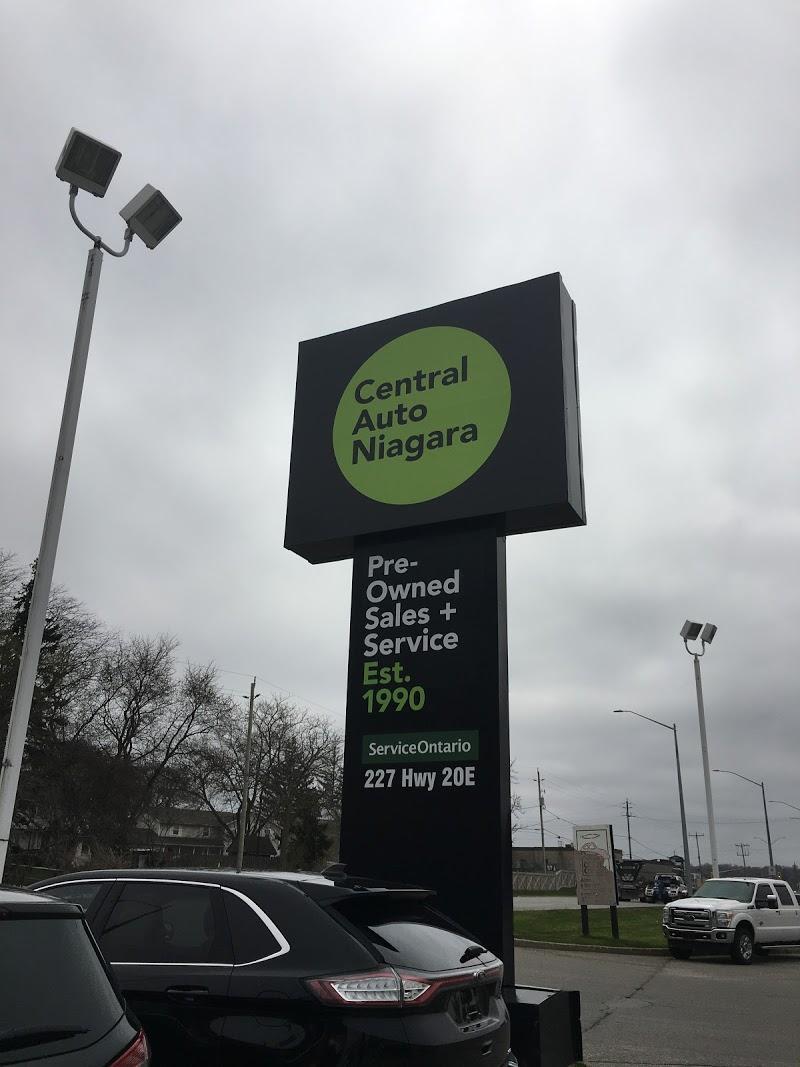 Central
Auto
Niagara
Pre-
Owned
Sales +
Service
Est.
1990
ServiceOntario
227 Hwy 20E